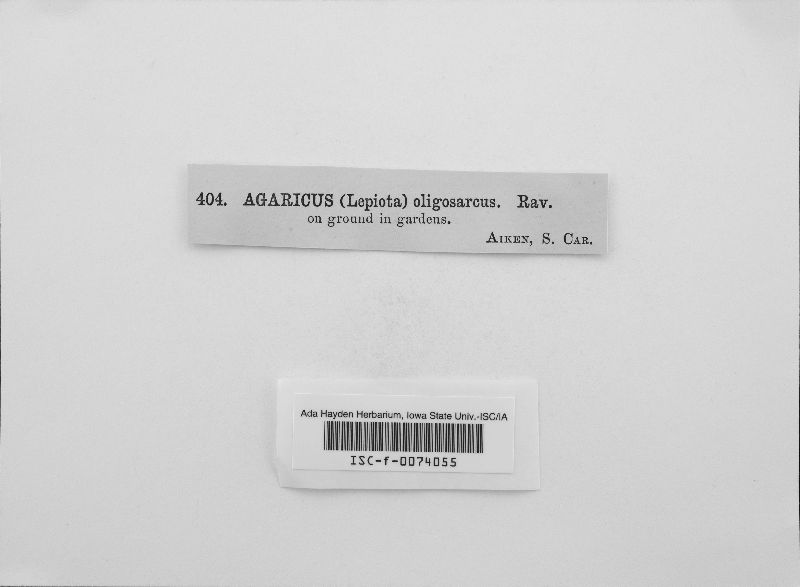 404. AGARICUS (Lepiota) oligosarcus. Rav.
on ground in gardens.
AIKEN, S. CAR.
Ada Hayden Herbarium, Iowa State Univ.-ISC/IA
ISC-f-0074055